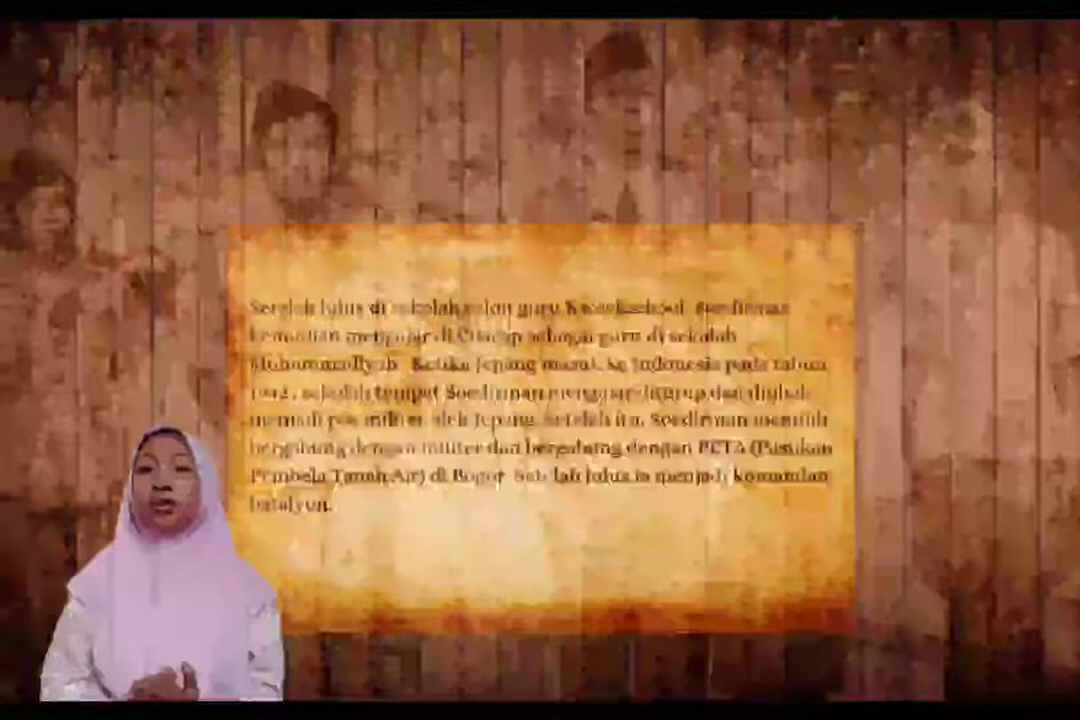 Setelah lulus di sekolah calon guru Kweekschool Soedirman
kemudian mengajar di Cilacap sebagai guru di sekolah
Muhammadiyah. Ketika Jepang masuk ke Indonesia pada tahun
1942, sekolah tempat Soedirman mengajar ditutup dan diubah
menjadi pos militer oleh Jepang. Setelah itu, Soedirman memilih
bergabung dengan militer dan bergabung dengan PETA (Pasukan
Pembela Tanah Air) di Bogor. Setelah lulus ia menjadi komandan
batalyon.